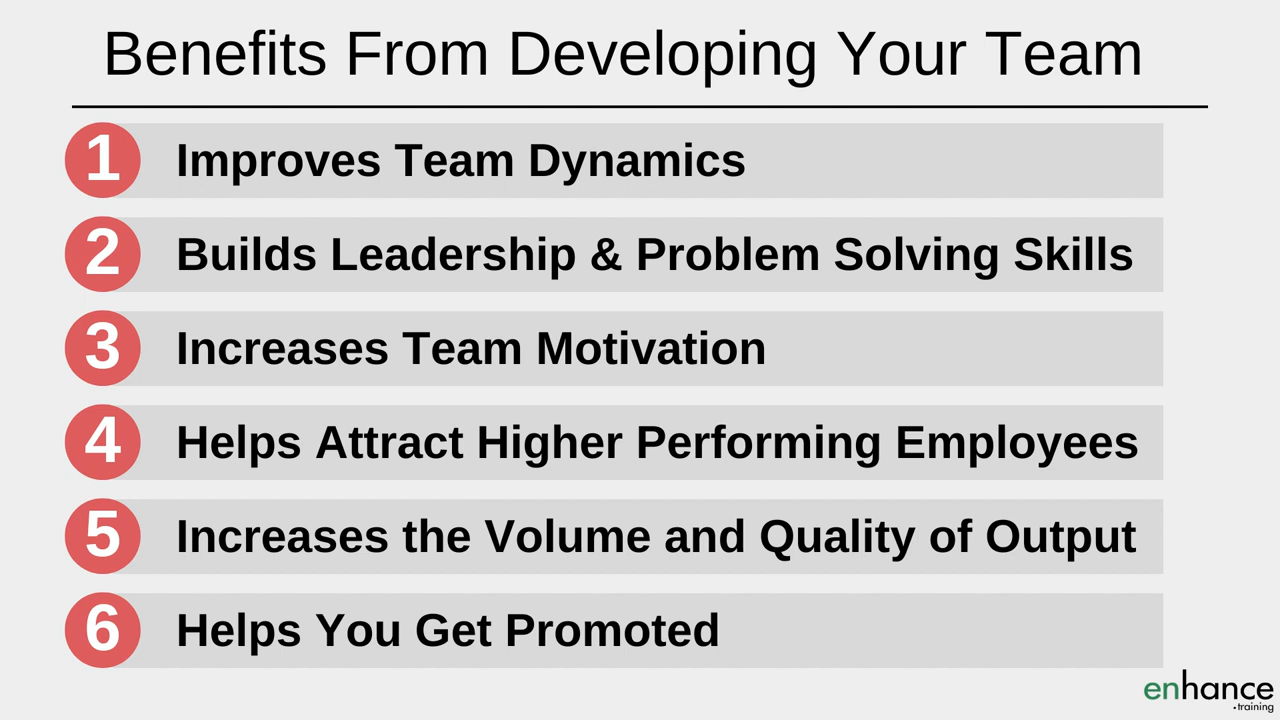 Benefits From Developing Your Team
1 Improves Team Dynamics
2 Builds Leadership & Problem Solving Skills
3 Increases Team Motivation
4 Helps Attract Higher Performing Employees
5 Increases the Volume and Quality of Output
6 Helps You Get Promoted
enhance
•training